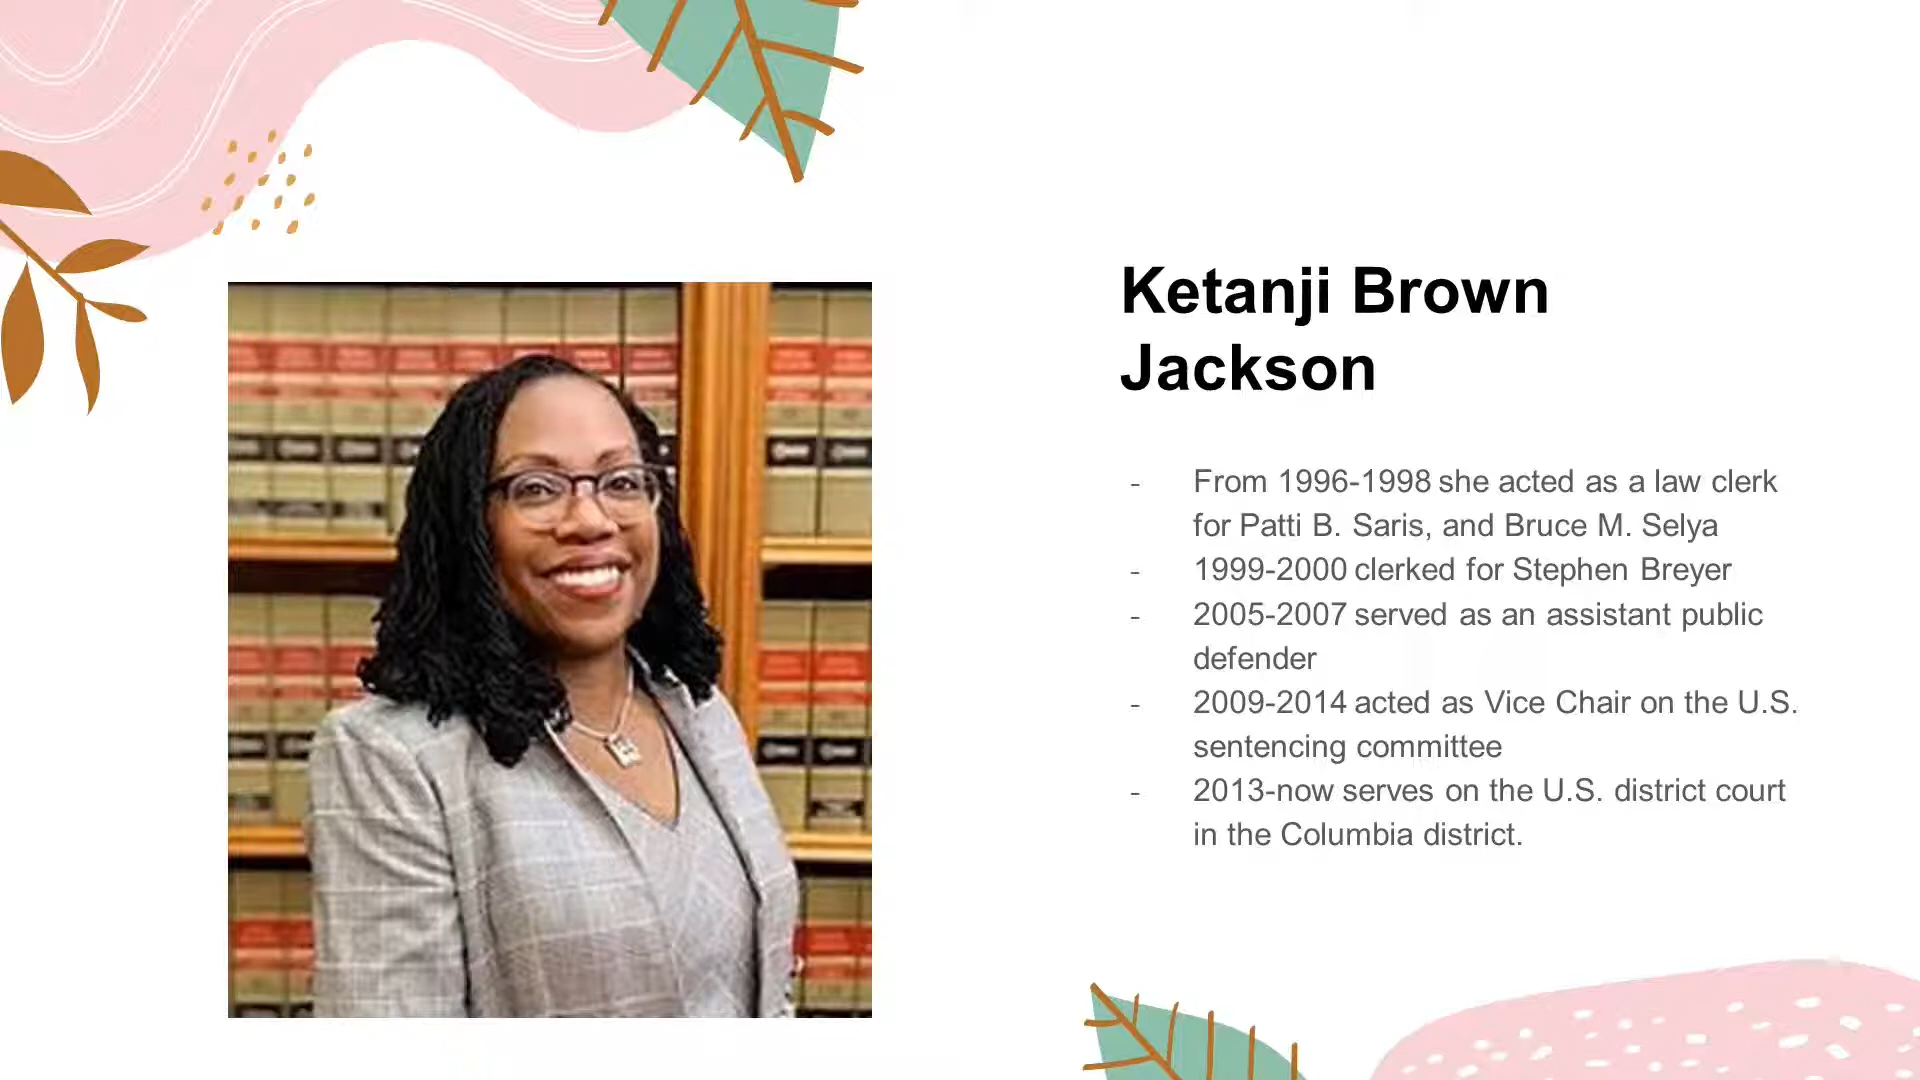 Ketanji Brown
Jackson
- From 1996-1998 she acted as a law clerk
for Patti B. Saris, and Bruce M. Selya
- 1999-2000 clerked for Stephen Breyer
- 2005-2007 served as an assistant public
defender
- 2009-2014 acted as Vice Chair on the U.S.
sentencing committee
- 2013-now serves on the U.S. district court
in the Columbia district.